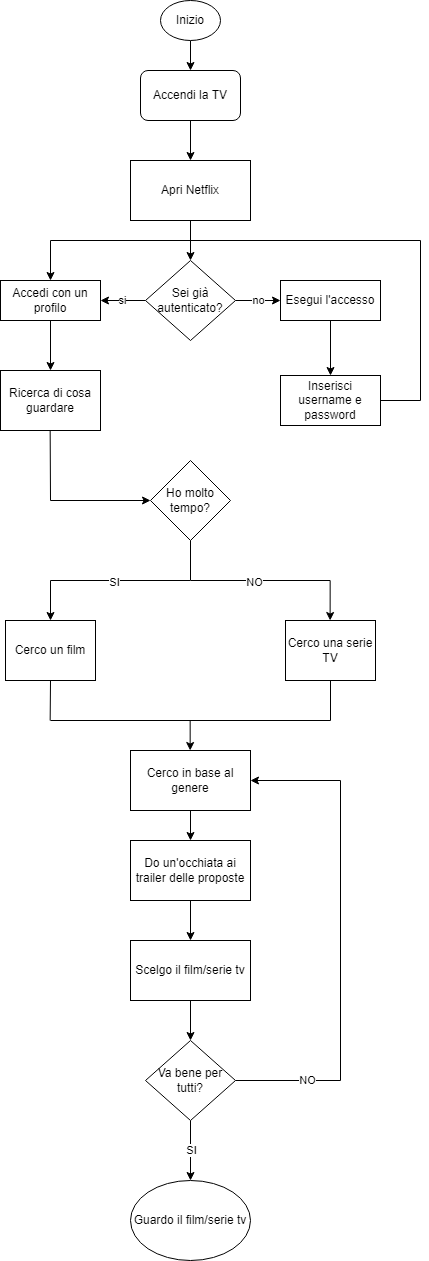 Inizio
Accendi la TV
Apri Netflix
Sei già
autenticato?
si
no
Accedi con un
profilo
Esegui l'accesso
Ricerca di cosa
guardare
Inserisci
username e
password
Ho molto
tempo?
SI
NO
Cerco un film
Cerco una serie
TV
Cerco in base al
genere
Do un'occhiata ai
trailer delle proposte
Scelgo il film/serie tv
Va bene per
tutti?
NO
SI
Guardo il film/serie tv